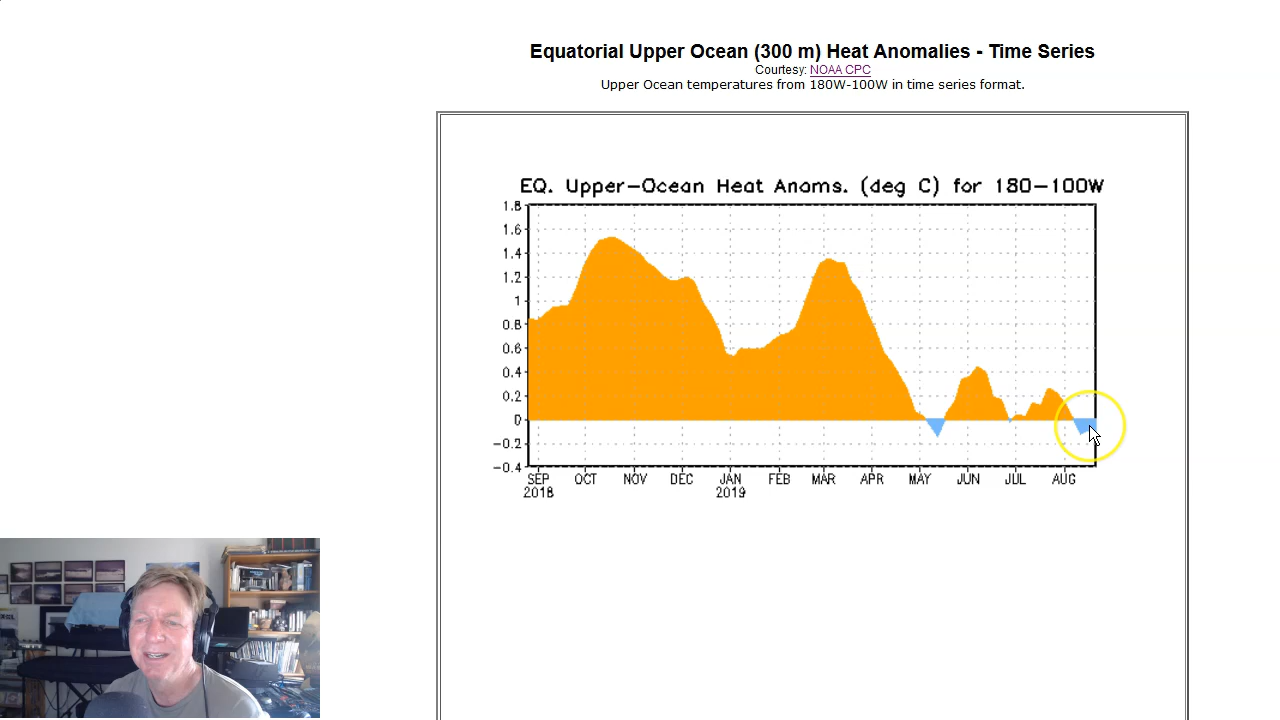 Equatorial Upper Ocean (300 m) Heat Anomalies - Time Series
Courtesy: NOAA CPC
Upper Ocean temperatures from 180W-100W in time series format.
EQ. Upper-Ocean Heat Anoms. (deg C) for 180-100W
1.8
1.6
1.4
1.2
1
0.8
0.6
0.4
0.2
0
-0.2
-0.4
SEP OCT NOV DEC JAN FEB MAR APR MAY JUN JUL AUG
2018 2019